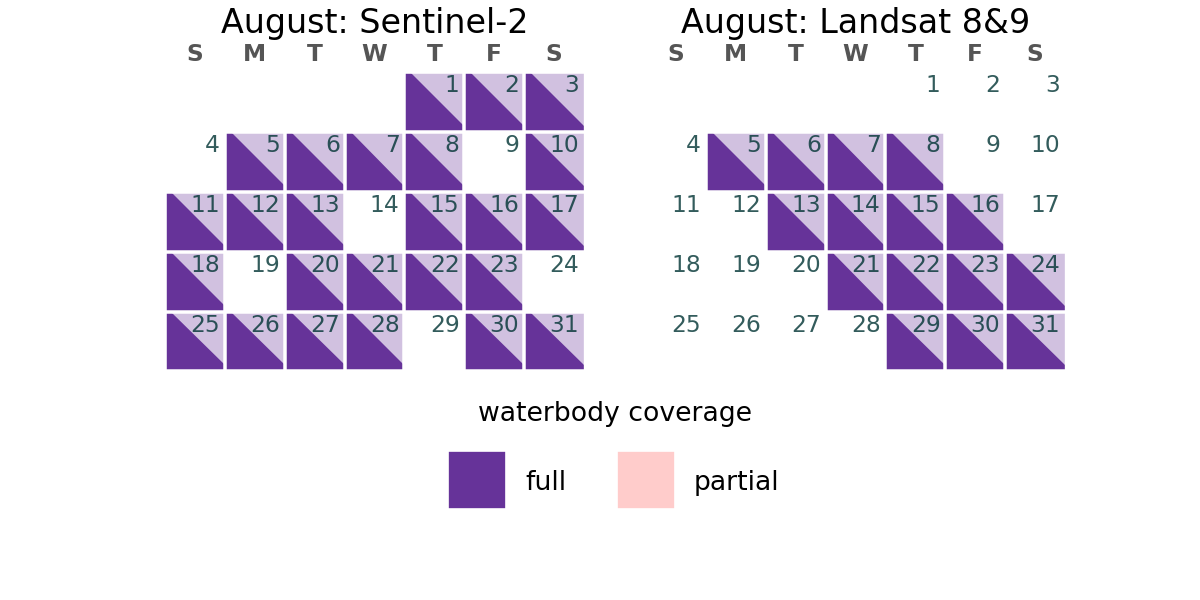 August: Sentinel-2
S M T W T F S
1 2 3
4 5 6 7 8 9 10
11 12 13 14 15 16 17
18 19 20 21 22 23 24
25 26 27 28 29 30 31
August: Landsat 8&9
S M T W T F S
1 2 3
4 5 6 7 8 9 10
11 12 13 14 15 16 17
18 19 20 21 22 23 24
25 26 27 28 29 30 31
waterbody coverage
full partial